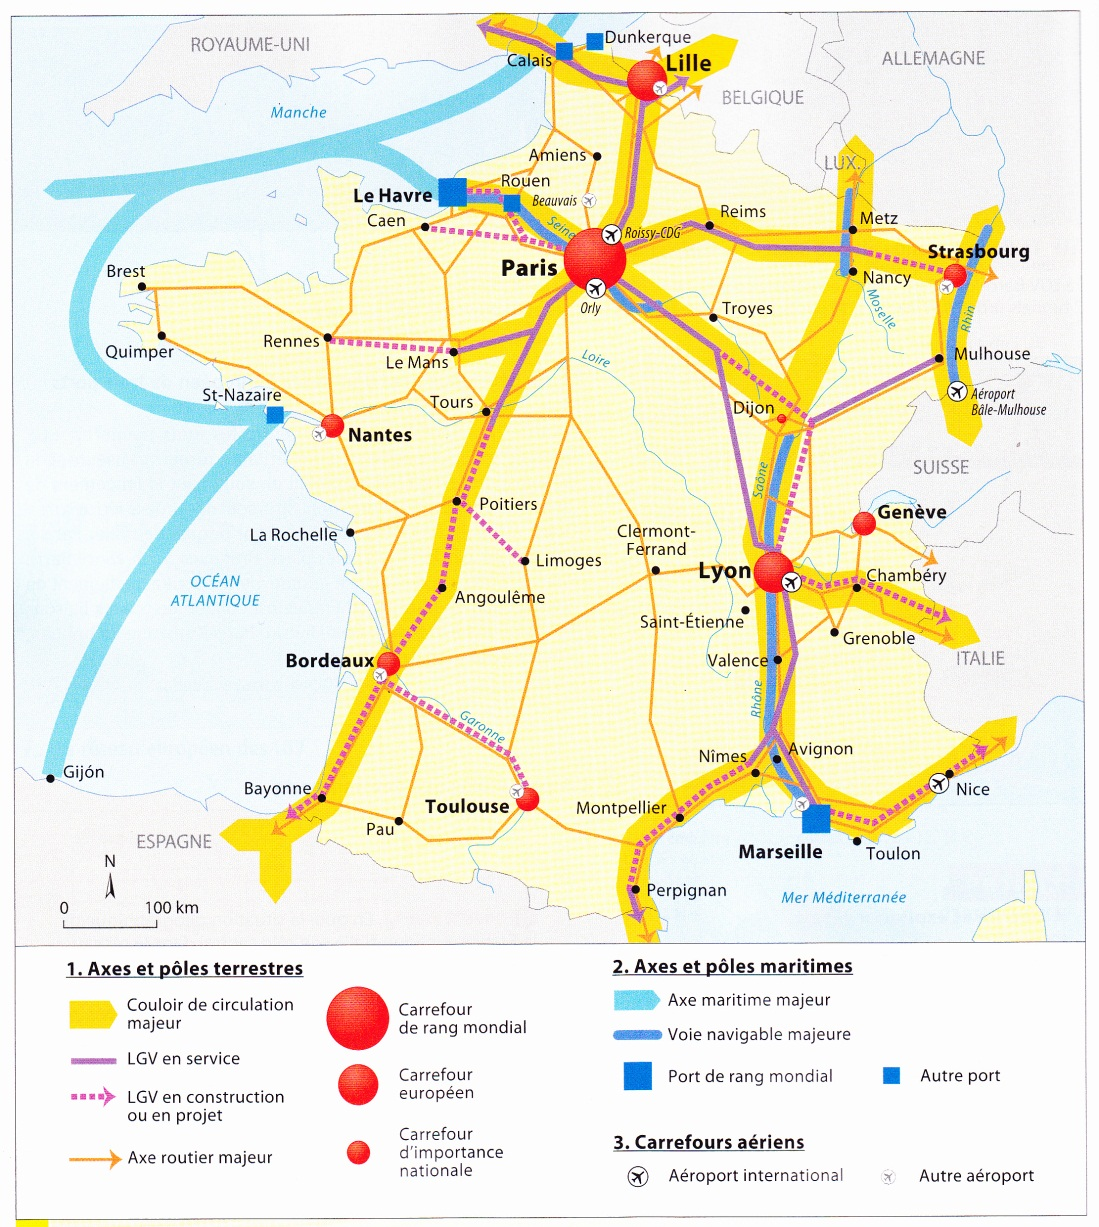 ROYAUME-UNI
Dunkerque
Calais
Lille
ALLEMAGNE
BELGIQUE
Manche
LUX.
Amiens
Rouen
Beauvais
Le Havre
Caen
Seine
Roissy-CDG
Reims
Metz
Strasbourg
Paris
Orly
Brest
Nancy
Moselle
Troyes
Rhin
Quimper
Rennes
Le Mans
Loire
Mulhouse
St-Nazaire
Tours
Dijon
Aéroport
Bâle-Mulhouse
Nantes
SUISSE
Saône
Poitiers
Genève
La Rochelle
Clermont-
Ferrand
Limoges
Lyon
Chambéry
OCÉAN
ATLANTIQUE
Angoulême
Saint-Étienne
Grenoble
Bordeaux
Valence
ITALIE
Rhône
Garonne
Nîmes
Avignon
Gijón
Bayonne
Toulouse
Montpellier
Nice
Pau
ESPAGNE
Marseille
Toulon
N
Perpignan
Mer Méditerranée
0
100 km
1. Axes et pôles terrestres
Couloir de circulation
majeur
LGV en service
LGV en construction
ou en projet
Axe routier majeur
Carrefour
de rang mondial
Carrefour
européen
Carrefour
d'importance
nationale
2. Axes et pôles maritimes
Axe maritime majeur
Voie navigable majeure
Port de rang mondial
Autre port
3. Carrefours aériens
Aéroport international
Autre aéroport